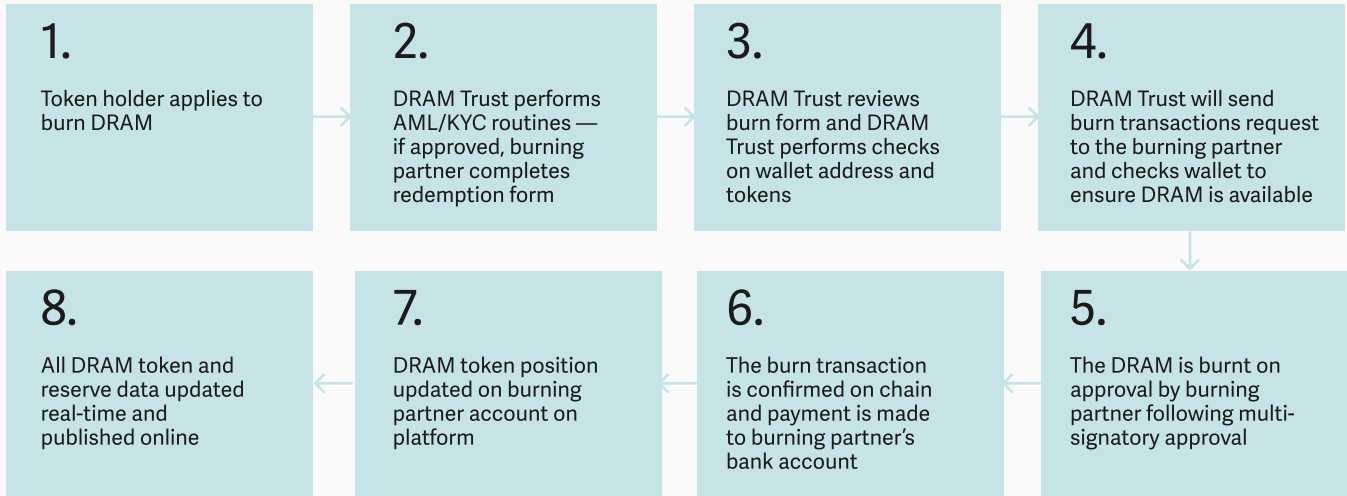 1.
Token holder applies to
burn DRAM
2.
DRAM Trust performs
AML/KYC routines —
if approved, burning
partner completes
redemption form
3.
DRAM Trust reviews
burn form and DRAM
Trust performs checks
on wallet address and
tokens
4.
DRAM Trust will send
burn transactions request
to the burning partner
and checks wallet to
ensure DRAM is available
5.
The DRAM is burnt on
approval by burning
partner following multi-
signatory approval
6.
The burn transaction
is confirmed on chain
and payment is made
to burning partner’s
bank account
7.
DRAM token position
updated on burning
partner account on
platform
8.
All DRAM token and
reserve data updated
real-time and
published online